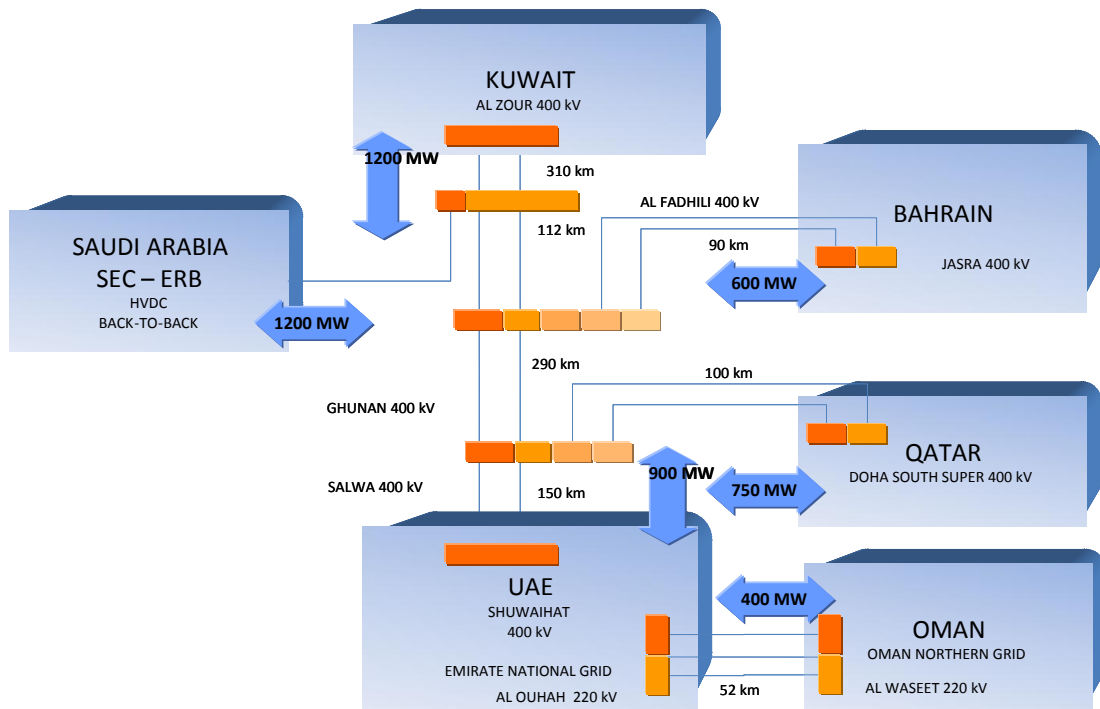 KUWAIT
AL ZOUR 400 kV
1200 MW
310 km
AL FADHILI 400 kV
112 km
90 km
BAHRAIN
JASRA 400 kV
600 MW
SAUDI ARABIA
SEC – ERB
HVDC
BACK-TO-BACK
1200 MW
290 km
100 km
GHUNAN 400 kV
QATAR
DOHA SOUTH SUPER 400 kV
900 MW
750 MW
SALWA 400 kV
150 km
UAE
SHUWAIHAT
400 kV
EMIRATE NATIONAL GRID
AL OUHAH 220 kV
400 MW
52 km
OMAN
OMAN NORTHERN GRID
AL WASEET 220 kV